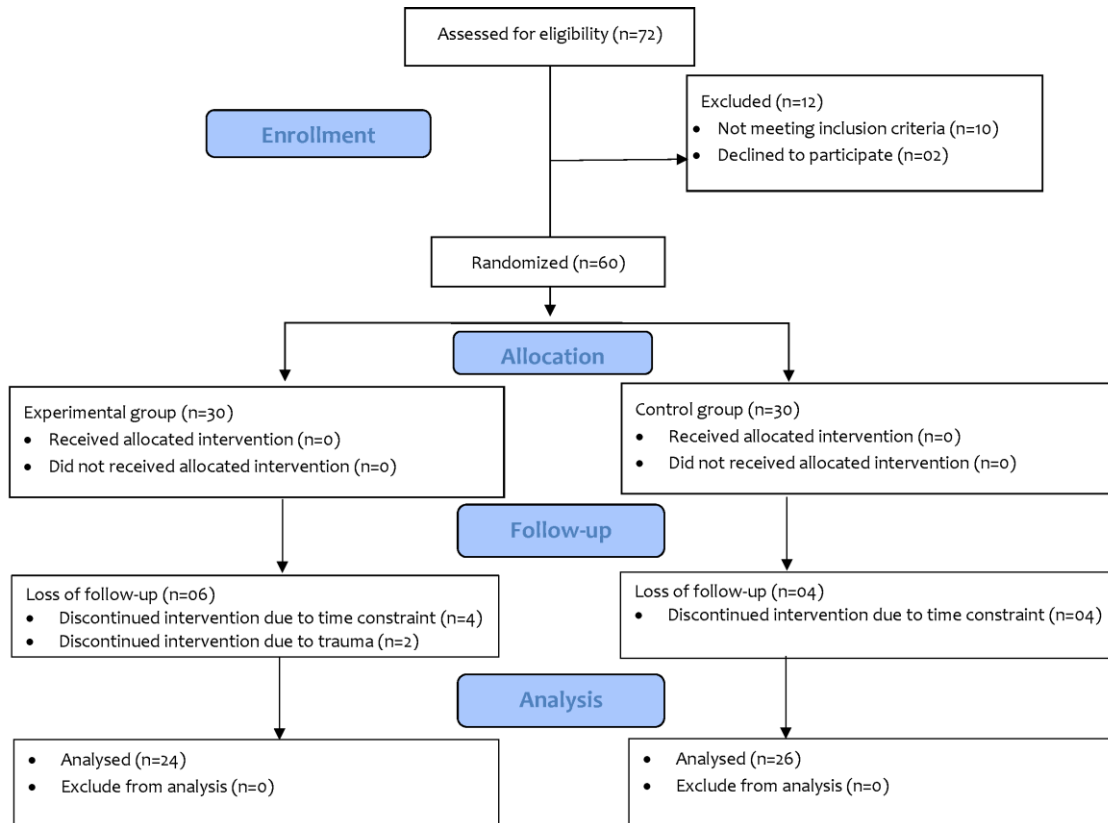 Assessed for eligibility (n=72)
Enrollment
Excluded (n=12)
• Not meeting inclusion criteria (n=10)
• Declined to participate (n=02)
Randomized (n=60)
Allocation
Experimental group (n=30)
• Received allocated intervention (n=0)
• Did not received allocated intervention (n=0)
Control group (n=30)
• Received allocated intervention (n=0)
• Did not received allocated intervention (n=0)
Follow-up
Loss of follow-up (n=06)
• Discontinued intervention due to time constraint (n=4)
• Discontinued intervention due to trauma (n=2)
Loss of follow-up (n=04)
• Discontinued intervention due to time constraint (n=04)
Analysis
• Analysed (n=24)
• Exclude from analysis (n=0)
• Analysed (n=26)
• Exclude from analysis (n=0)